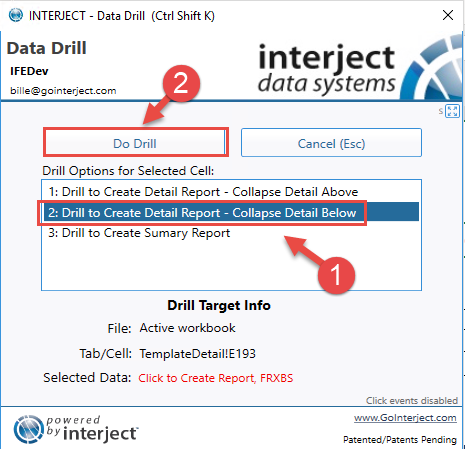 INTERJECT - Data Drill (Ctrl Shift K)
Data Drill
IFEDev
bille@gointerject.com
interject
data systems
s
2
Do Drill
Cancel (Esc)
Drill Options for Selected Cell:
1: Drill to Create Detail Report - Collapse Detail Above
2: Drill to Create Detail Report - Collapse Detail Below
3: Drill to Create Sumary Report
1
Drill Target Info
File: Active workbook
Tab/Cell: TemplateDetail!E193
Selected Data: Click to Create Report, FRXBS
Click events disabled
powered
by interject
www.GoInterject.com
Patented/Patents Pending